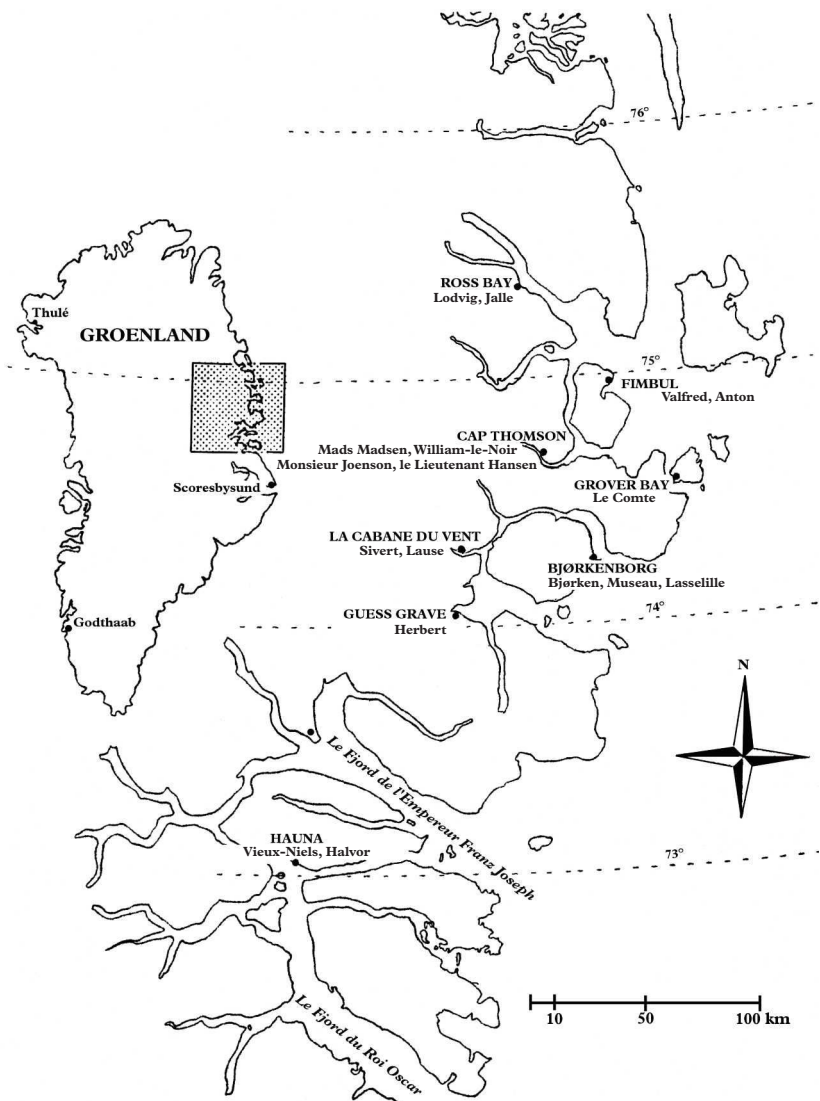 76°
ROSS BAY
Lodvig, Jalle
Thulé
GROENLAND
75°
FIMBUL
Valfred, Anton
CAP THOMSON
Mads Madsen, William-le-Noir
Monsieur Joenson, le Lieutenant Hansen
GROVER BAY
Le Comte
Scoresbysund
LA CABANE DU VENT
Sivert, Lause
BJØRKENBORG
Bjørken, Museau, Lasselille
GUESS GRAVE
Herbert
74°
Godthaab
N
Le Fjord de l'Empereur Franz Joseph
HAUNA
Vieux-Niels, Halvor
73°
Le Fjord du Roi Oscar
10 50 100 km